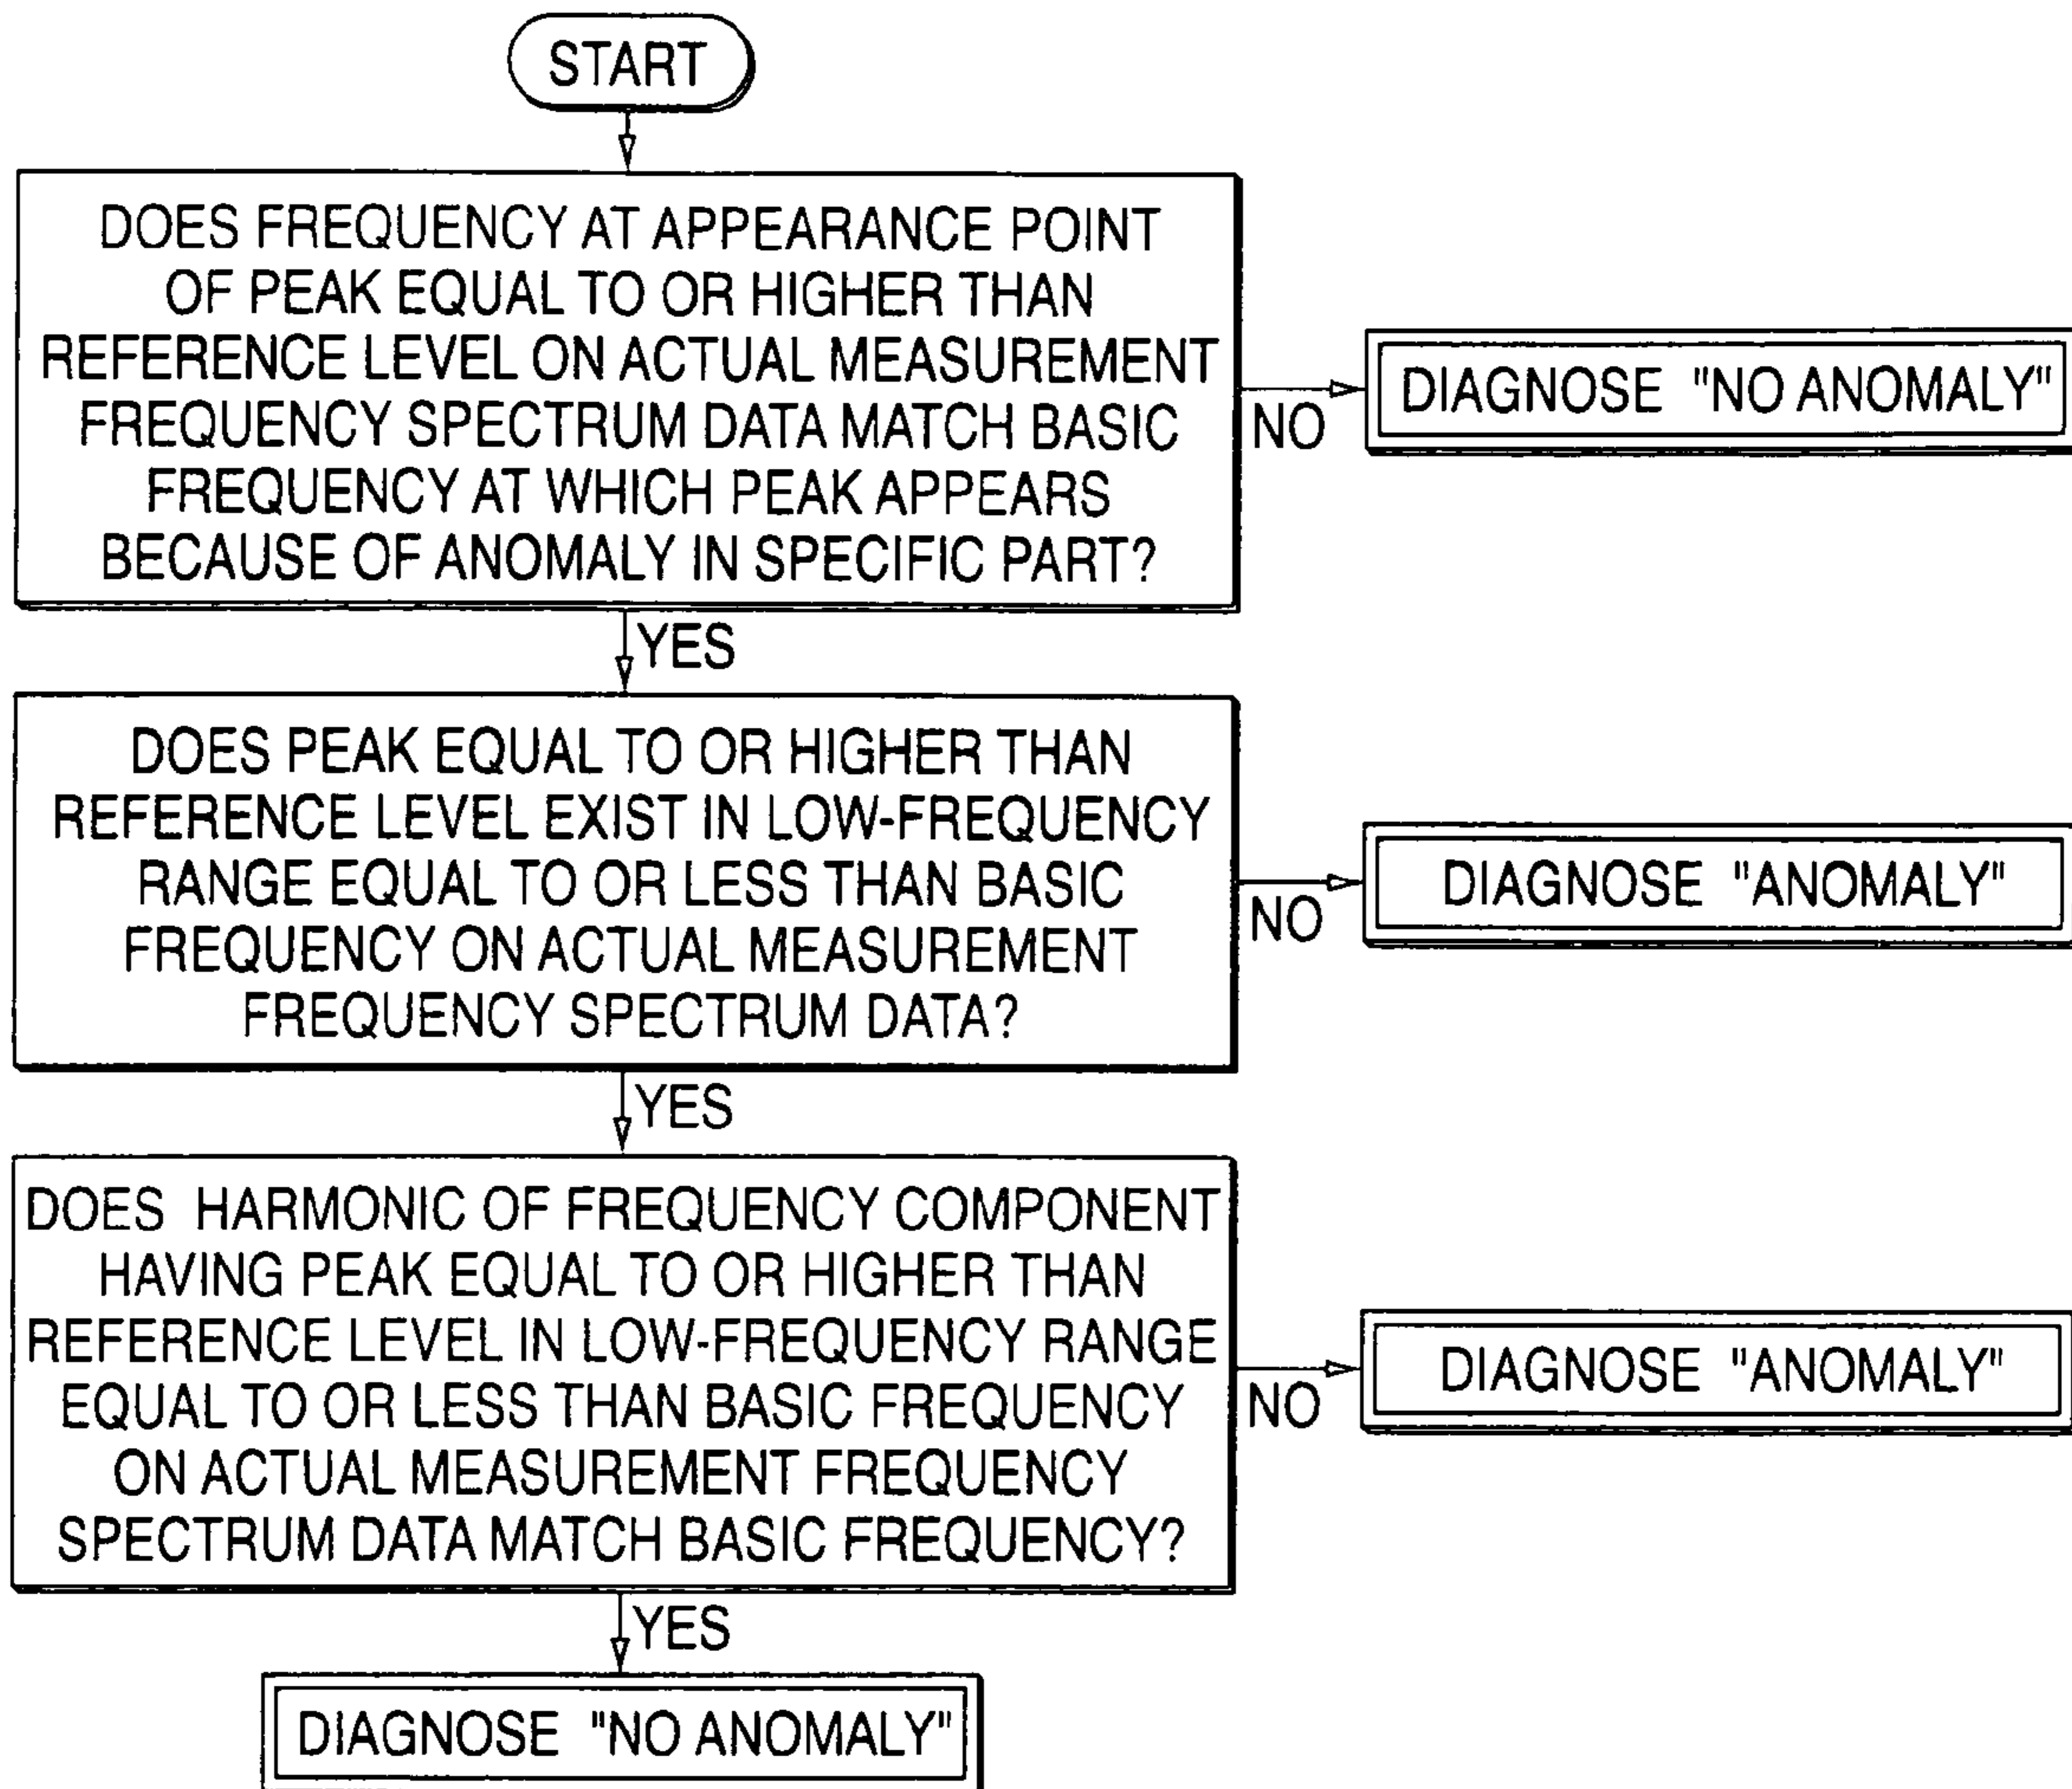 START
DOES FREQUENCY AT APPEARANCE POINT
OF PEAK EQUAL TO OR HIGHER THAN
REFERENCE LEVEL ON ACTUAL MEASUREMENT
FREQUENCY SPECTRUM DATA MATCH BASIC
FREQUENCY AT WHICH PEAK APPEARS
BECAUSE OF ANOMALY IN SPECIFIC PART?
NO
DIAGNOSE "NO ANOMALY"
YES
DOES PEAK EQUAL TO OR HIGHER THAN
REFERENCE LEVEL EXIST IN LOW-FREQUENCY
RANGE EQUAL TO OR LESS THAN BASIC
FREQUENCY ON ACTUAL MEASUREMENT
FREQUENCY SPECTRUM DATA?
NO
DIAGNOSE "ANOMALY"
YES
DOES HARMONIC OF FREQUENCY COMPONENT
HAVING PEAK EQUAL TO OR HIGHER THAN
REFERENCE LEVEL IN LOW-FREQUENCY RANGE
EQUAL TO OR LESS THAN BASIC FREQUENCY
ON ACTUAL MEASUREMENT FREQUENCY
SPECTRUM DATA MATCH BASIC FREQUENCY?
NO
DIAGNOSE "ANOMALY"
YES
DIAGNOSE "NO ANOMALY"